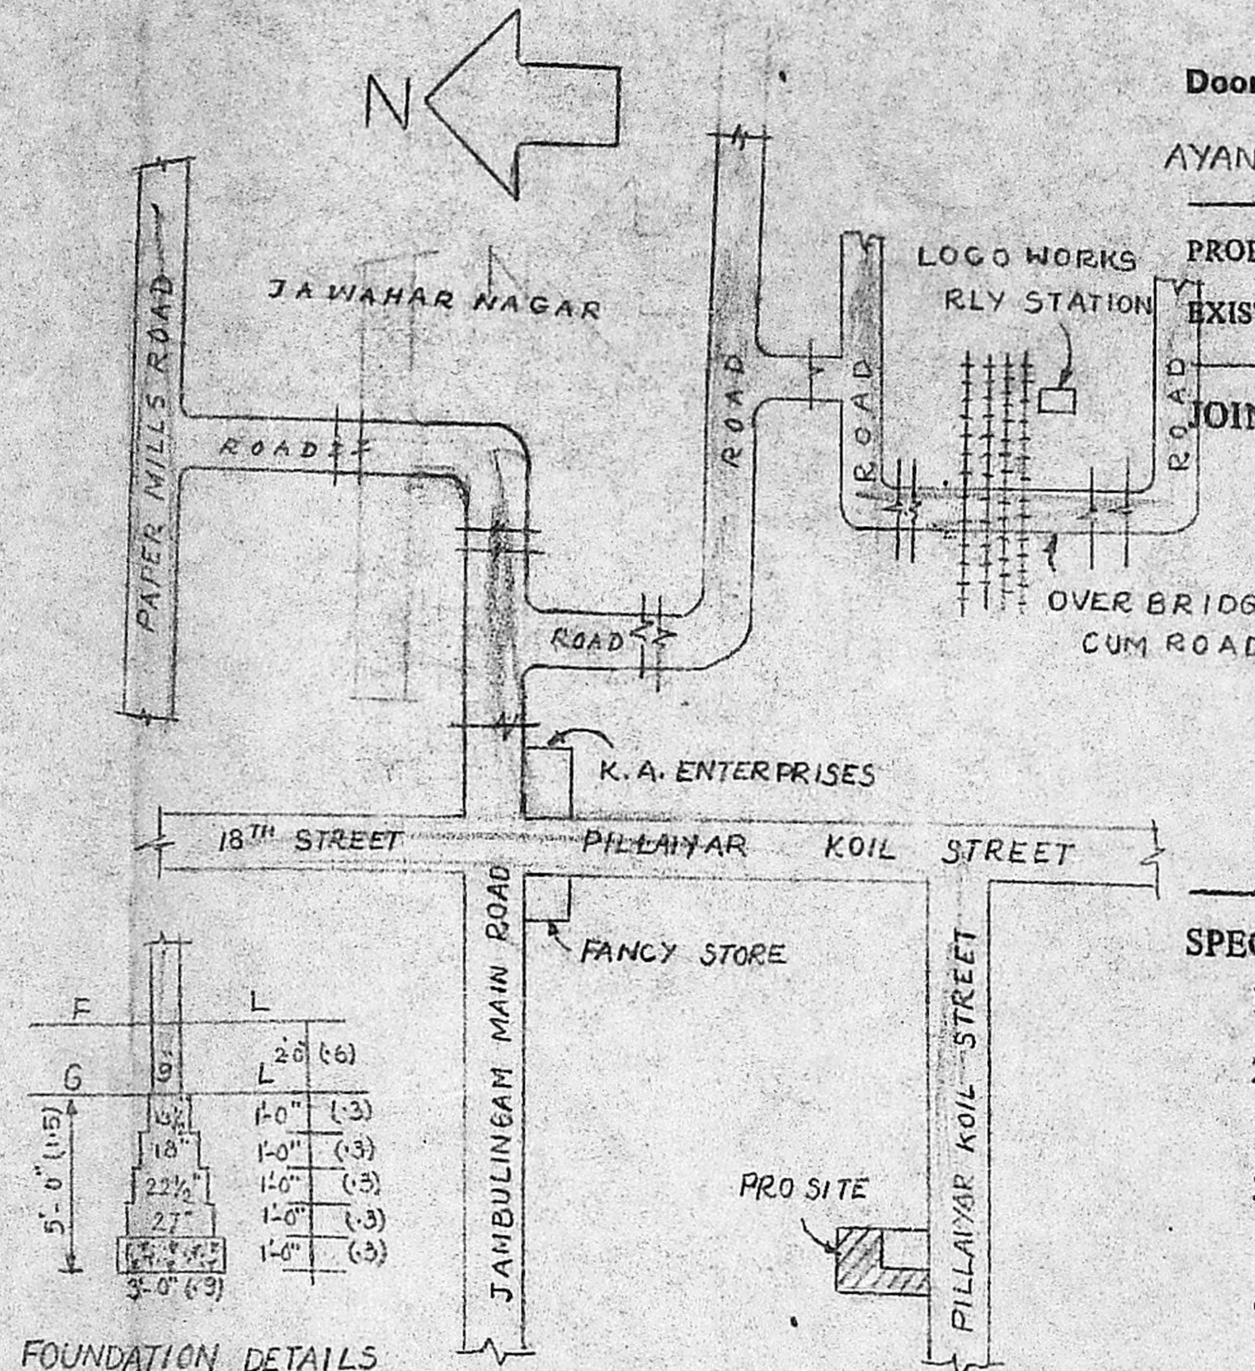 N
Door
AYAN
LOCO WORKS
RLY STATION
PROP
EXIS
JOIN
JAWAHAR NAGAR
PAPER MILLS ROAD
ROAD
ROAD
ROAD
ROAD
ROAD
OVER BRIDG
CUM ROAD
K.A. ENTERPRISES
18TH STREET
PILLAIYAR KOIL STREET
JAMBULINGAM MAIN ROAD
FANCY STORE
PILLAIYAR KOIL STREET
SPEC
PRO SITE
F L
2'0" (.6)
9"
G L
5'-0" (1.5)
1'-0" (.3)
18" 1'-0" (.3)
22½" 1'-0" (.3)
27" 1'-0" (.3)
1'-0" (.3)
3'-0" (.9)
FOUNDATION DETAILS